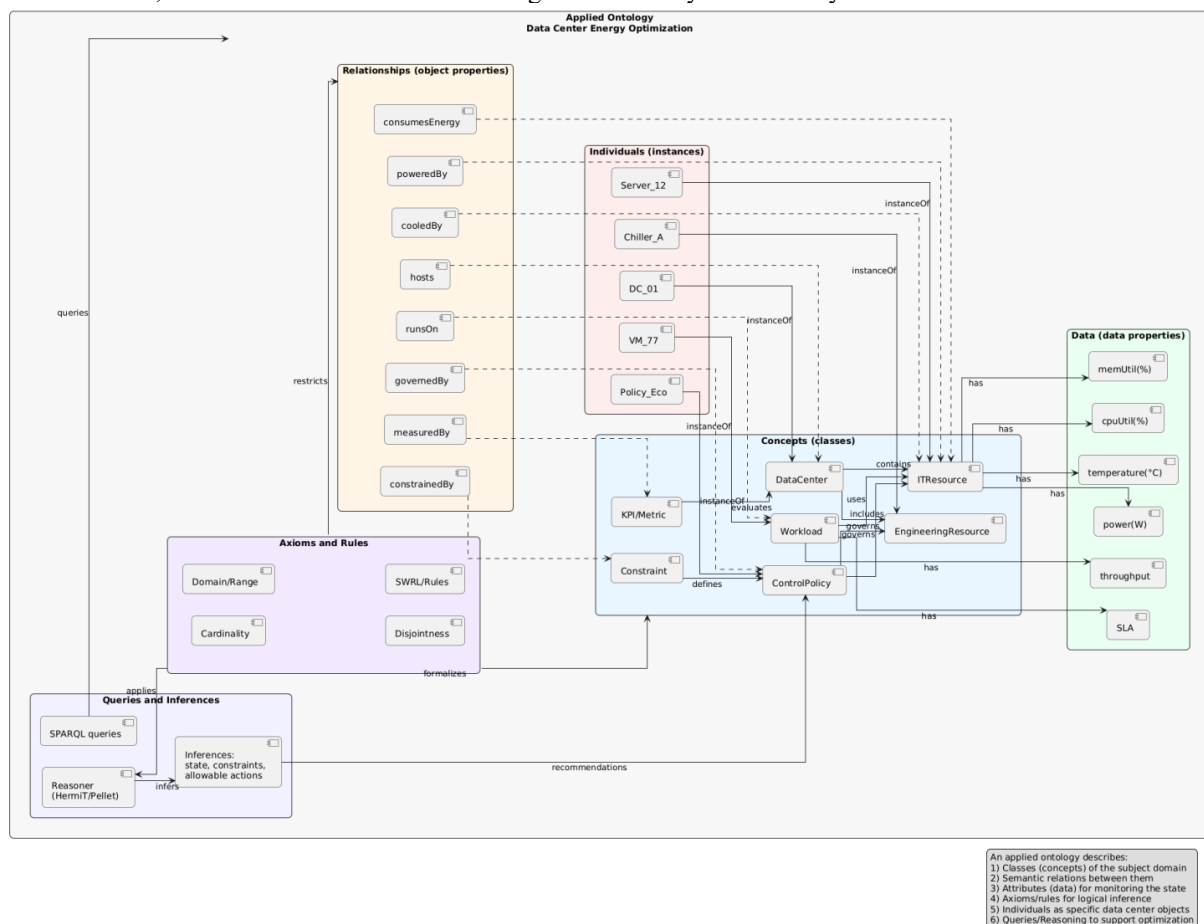 Applied Ontology
Data Center Energy Optimization
Relationships (object properties)
consumesEnergy
poweredBy
cooledBy
hosts
runsOn
governedBy
measuredBy
constrainedBy
Individuals (instances)
Server_12
Chiller_A
DC_01
VM_77
Policy_Eco
instanceOf
instanceOf
instanceOf
instanceOf
instanceOf
queries
restricts
Data (data properties)
memUtil(%)
cpuUtil(%)
temperature(°C)
power(W)
throughput
SLA
has
has
has
has
has
has
Concepts (classes)
DataCenter
contains
ITResource
KPI/Metric
evaluates
uses
includes
governs
governs
Workload
EngineeringResource
Constraint
defines
ControlPolicy
Axioms and Rules
Domain/Range
SWRL/Rules
Cardinality
Disjointness
formalizes
applies
Queries and Inferences
SPARQL queries
Reasoner
(HermiT/Pellet)
infers
Inferences:
state, constraints,
allowable actions
recommendations
An applied ontology describes:
1) Classes (concepts) of the subject domain
2) Semantic relations between them
3) Attributes (data) for monitoring the state
4) Axioms/rules for logical inference
5) Individuals as specific data center objects
6) Queries/Reasoning to support optimization